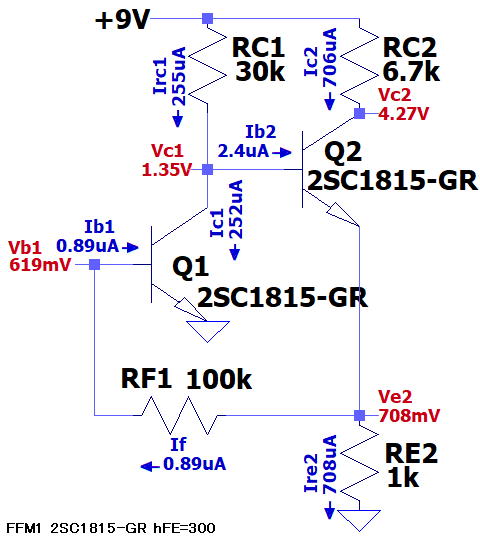 +9V
Irc1
255uA
RC1
30k
Ic2
706uA
RC2
6.7k
Vc2
4.27V
Vc1
1.35V
Ib2
2.4uA
Q2
2SC1815-GR
Ic1
252uA
Ib1
0.89uA
Vb1
619mV
Q1
2SC1815-GR
RF1 100k
If
0.89uA
Ve2
708mV
Ire2
708uA
RE2
1k
FFM1 2SC1815-GR hFE=300